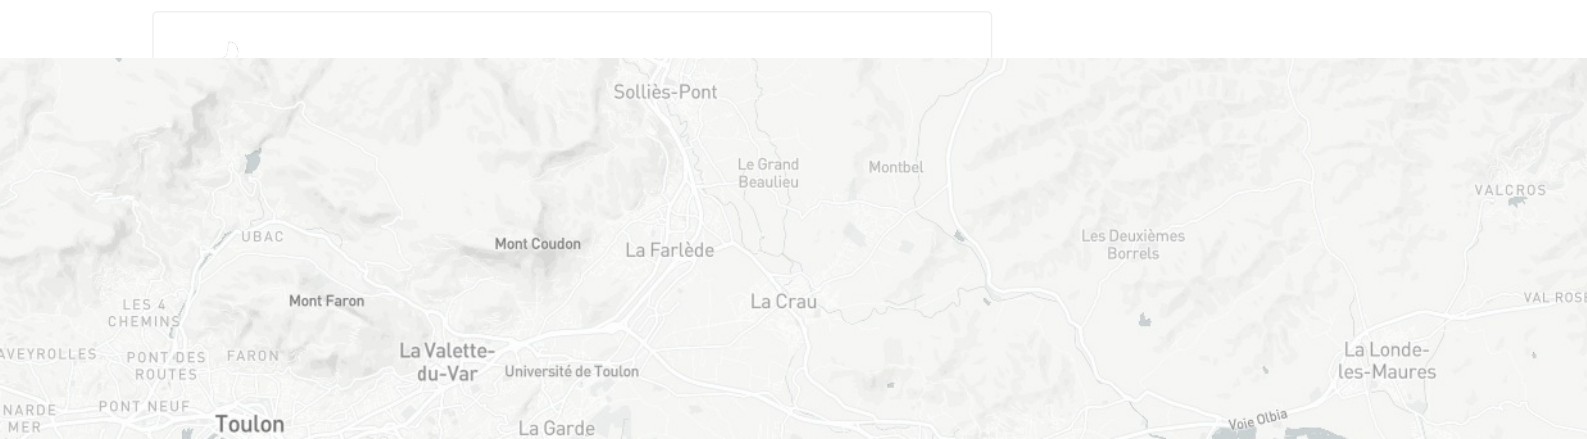 Solliès-Pont
Le Grand
Beaulieu
Montbel
VALCROS
UBAC
Mont Coudon
La Farlède
Les Deuxièmes
Borrels
Mont Faron
LES 4
CHEMINS
La Crau
VAL ROSE
AVEYROLLES
PONT DES
ROUTES
FARON
La Valette-
du-Var
Université de Toulon
La Londe-
les-Maures
NARDE
MER
PONT NEUF
Toulon
La Garde
Voie Olbia